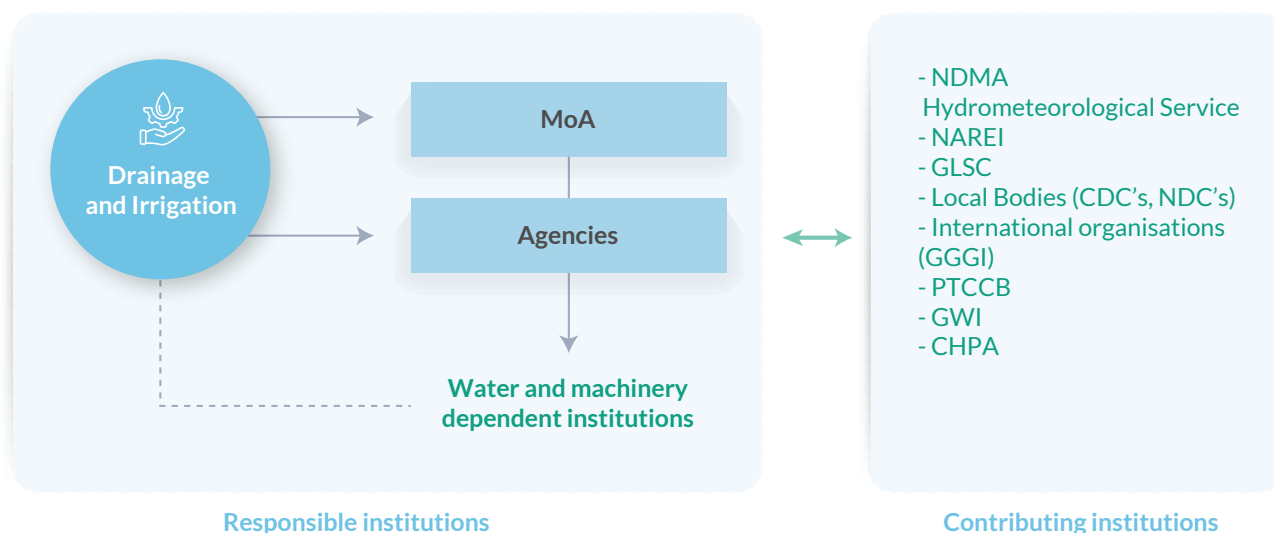 Drainage
and Irrigation
MoA
Agencies
Water and machinery
dependent institutions
Responsible institutions
- NDMA
Hydrometeorological Service
- NAREI
- GLSC
- Local Bodies (CDC’s, NDC’s)
- International organisations
(GGGI)
- PTCCB
- GWI
- CHPA
Contributing institutions